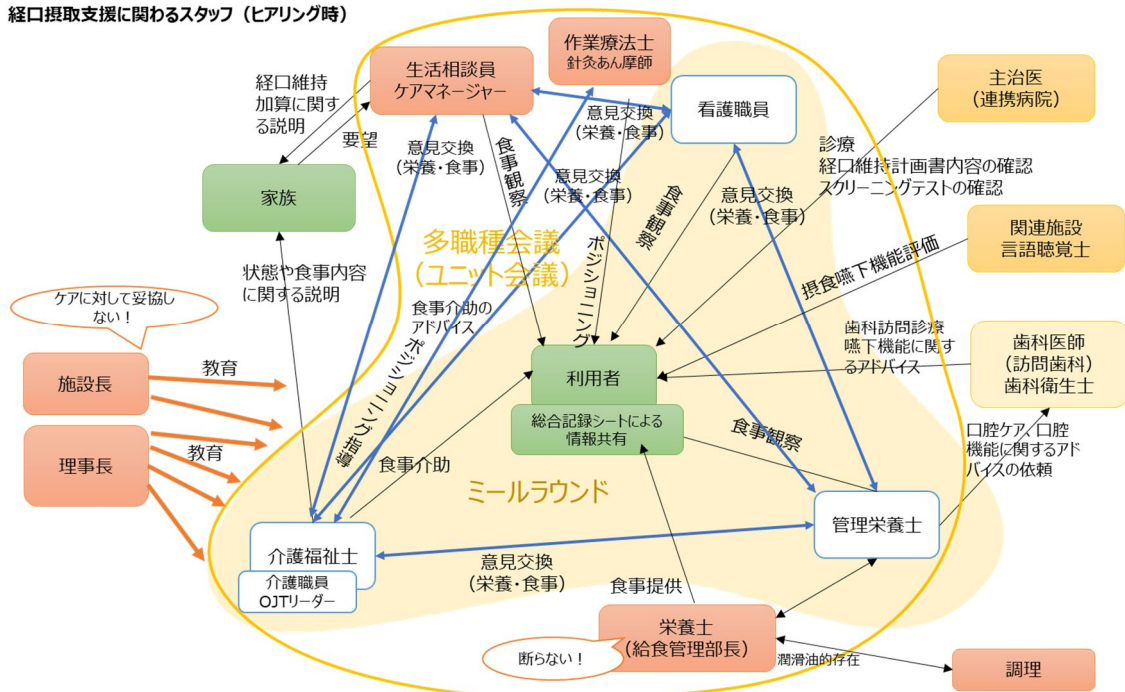 経口摂取支援に関わるスタッフ（ヒアリング時）
作業療法士
針灸あん摩師
生活相談員
ケアマネージャー
看護職員
主治医
（連携病院）
経口維持
加算に関す
る説明
要望
意見交換
（栄養・食事）
意見交換
（栄養・食事）
意見交換
（栄養・食事）
意見交換
（栄養・食事）
食事観察
食事観察
診療
経口維持計画書内容の確認
スクリーニングテストの確認
家族
関連施設
言語聴覚士
摂食嚥下機能評価
多職種会議
（ユニット会議）
ポジショニング
状態や食事内容
に関する説明
ケアに対して妥協し
ない！
食事介助の
アドバイス
ポジショニング指導
歯科訪問診療
嚥下機能に関す
るアドバイス
歯科医師
（訪問歯科）
歯科衛生士
施設長
教育
利用者
総合記録シートによる
情報共有
食事観察
口腔ケア、口腔
機能に関するアド
バイスの依頼
理事長
教育
食事介助
ミールラウンド
管理栄養士
介護福祉士
介護職員
OJTリーダー
意見交換
（栄養・食事）
食事提供
栄養士
（給食管理部長）
断らない！
潤滑油的存在
調理